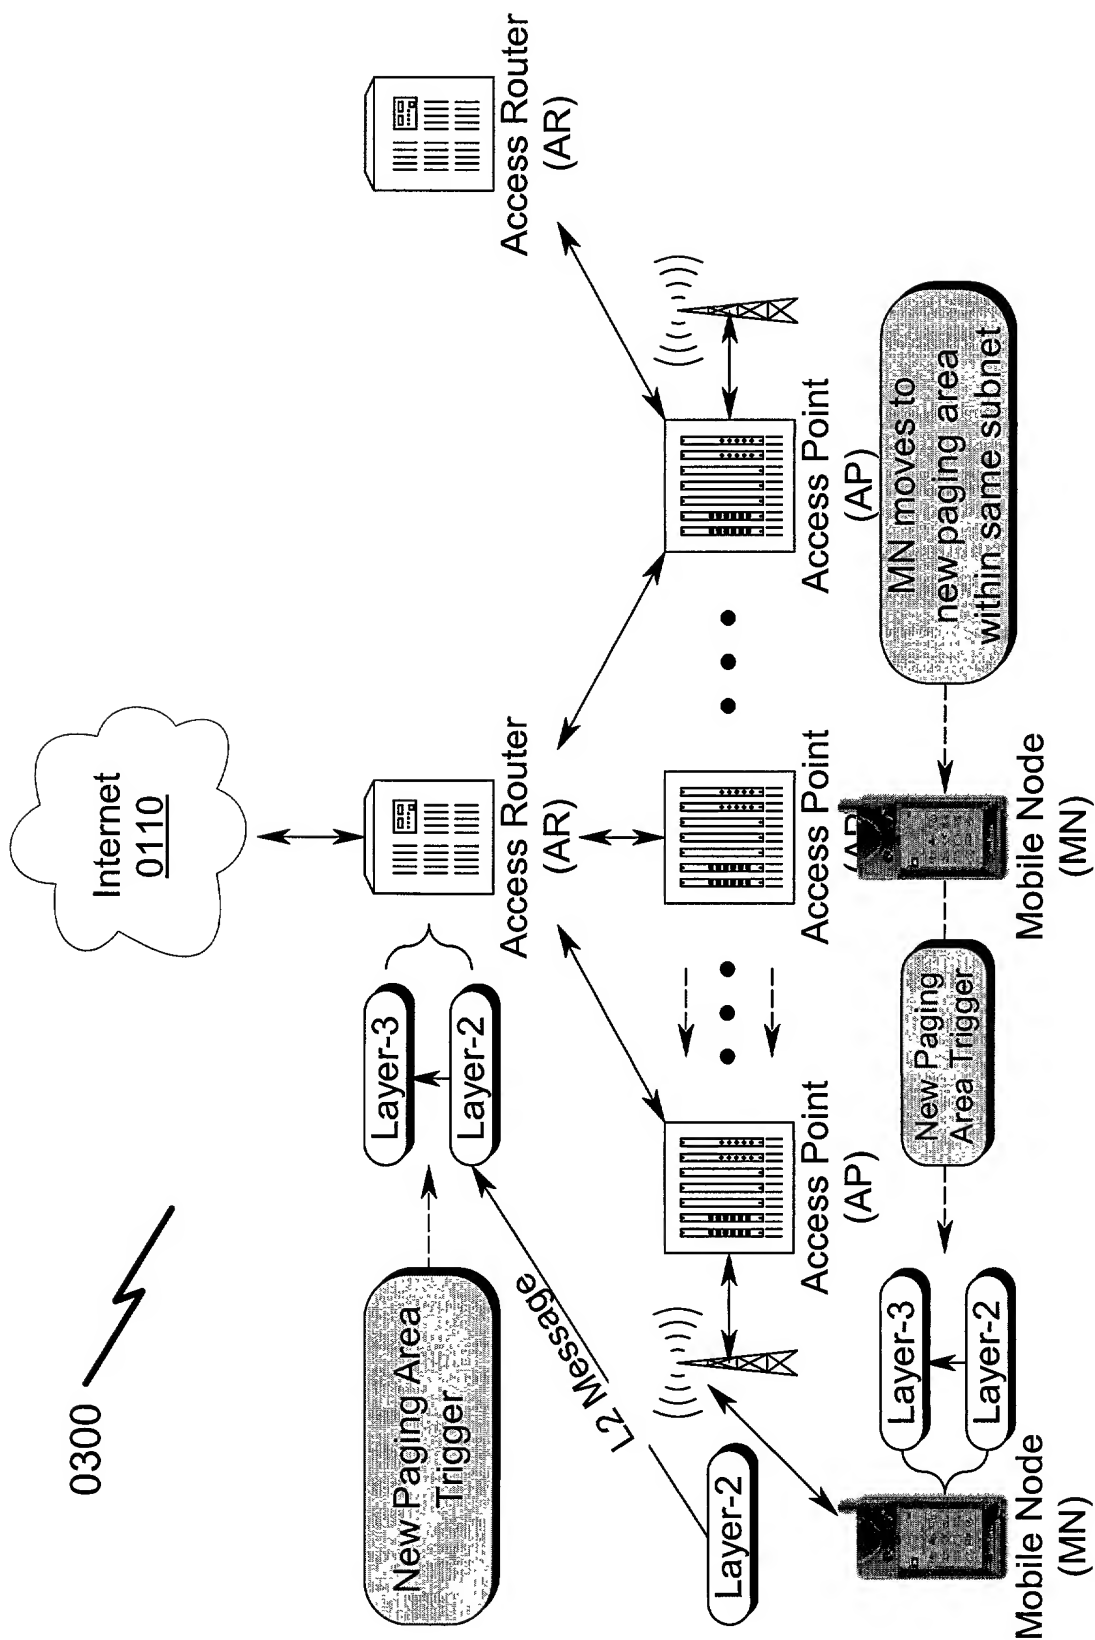 0300
Internet
0110
New Paging Area
Trigger
Layer-3
Layer-2
Access Router
(AR)
Access Router
(AR)
L2 Message
Layer-2
Access Point
(AP)
Access Point
Access Point
(AP)
Layer-3
Layer-2
New Paging
Area Trigger
MN moves to
new paging area
within same subnet
Mobile Node
(MN)
Mobile Node
(MN)